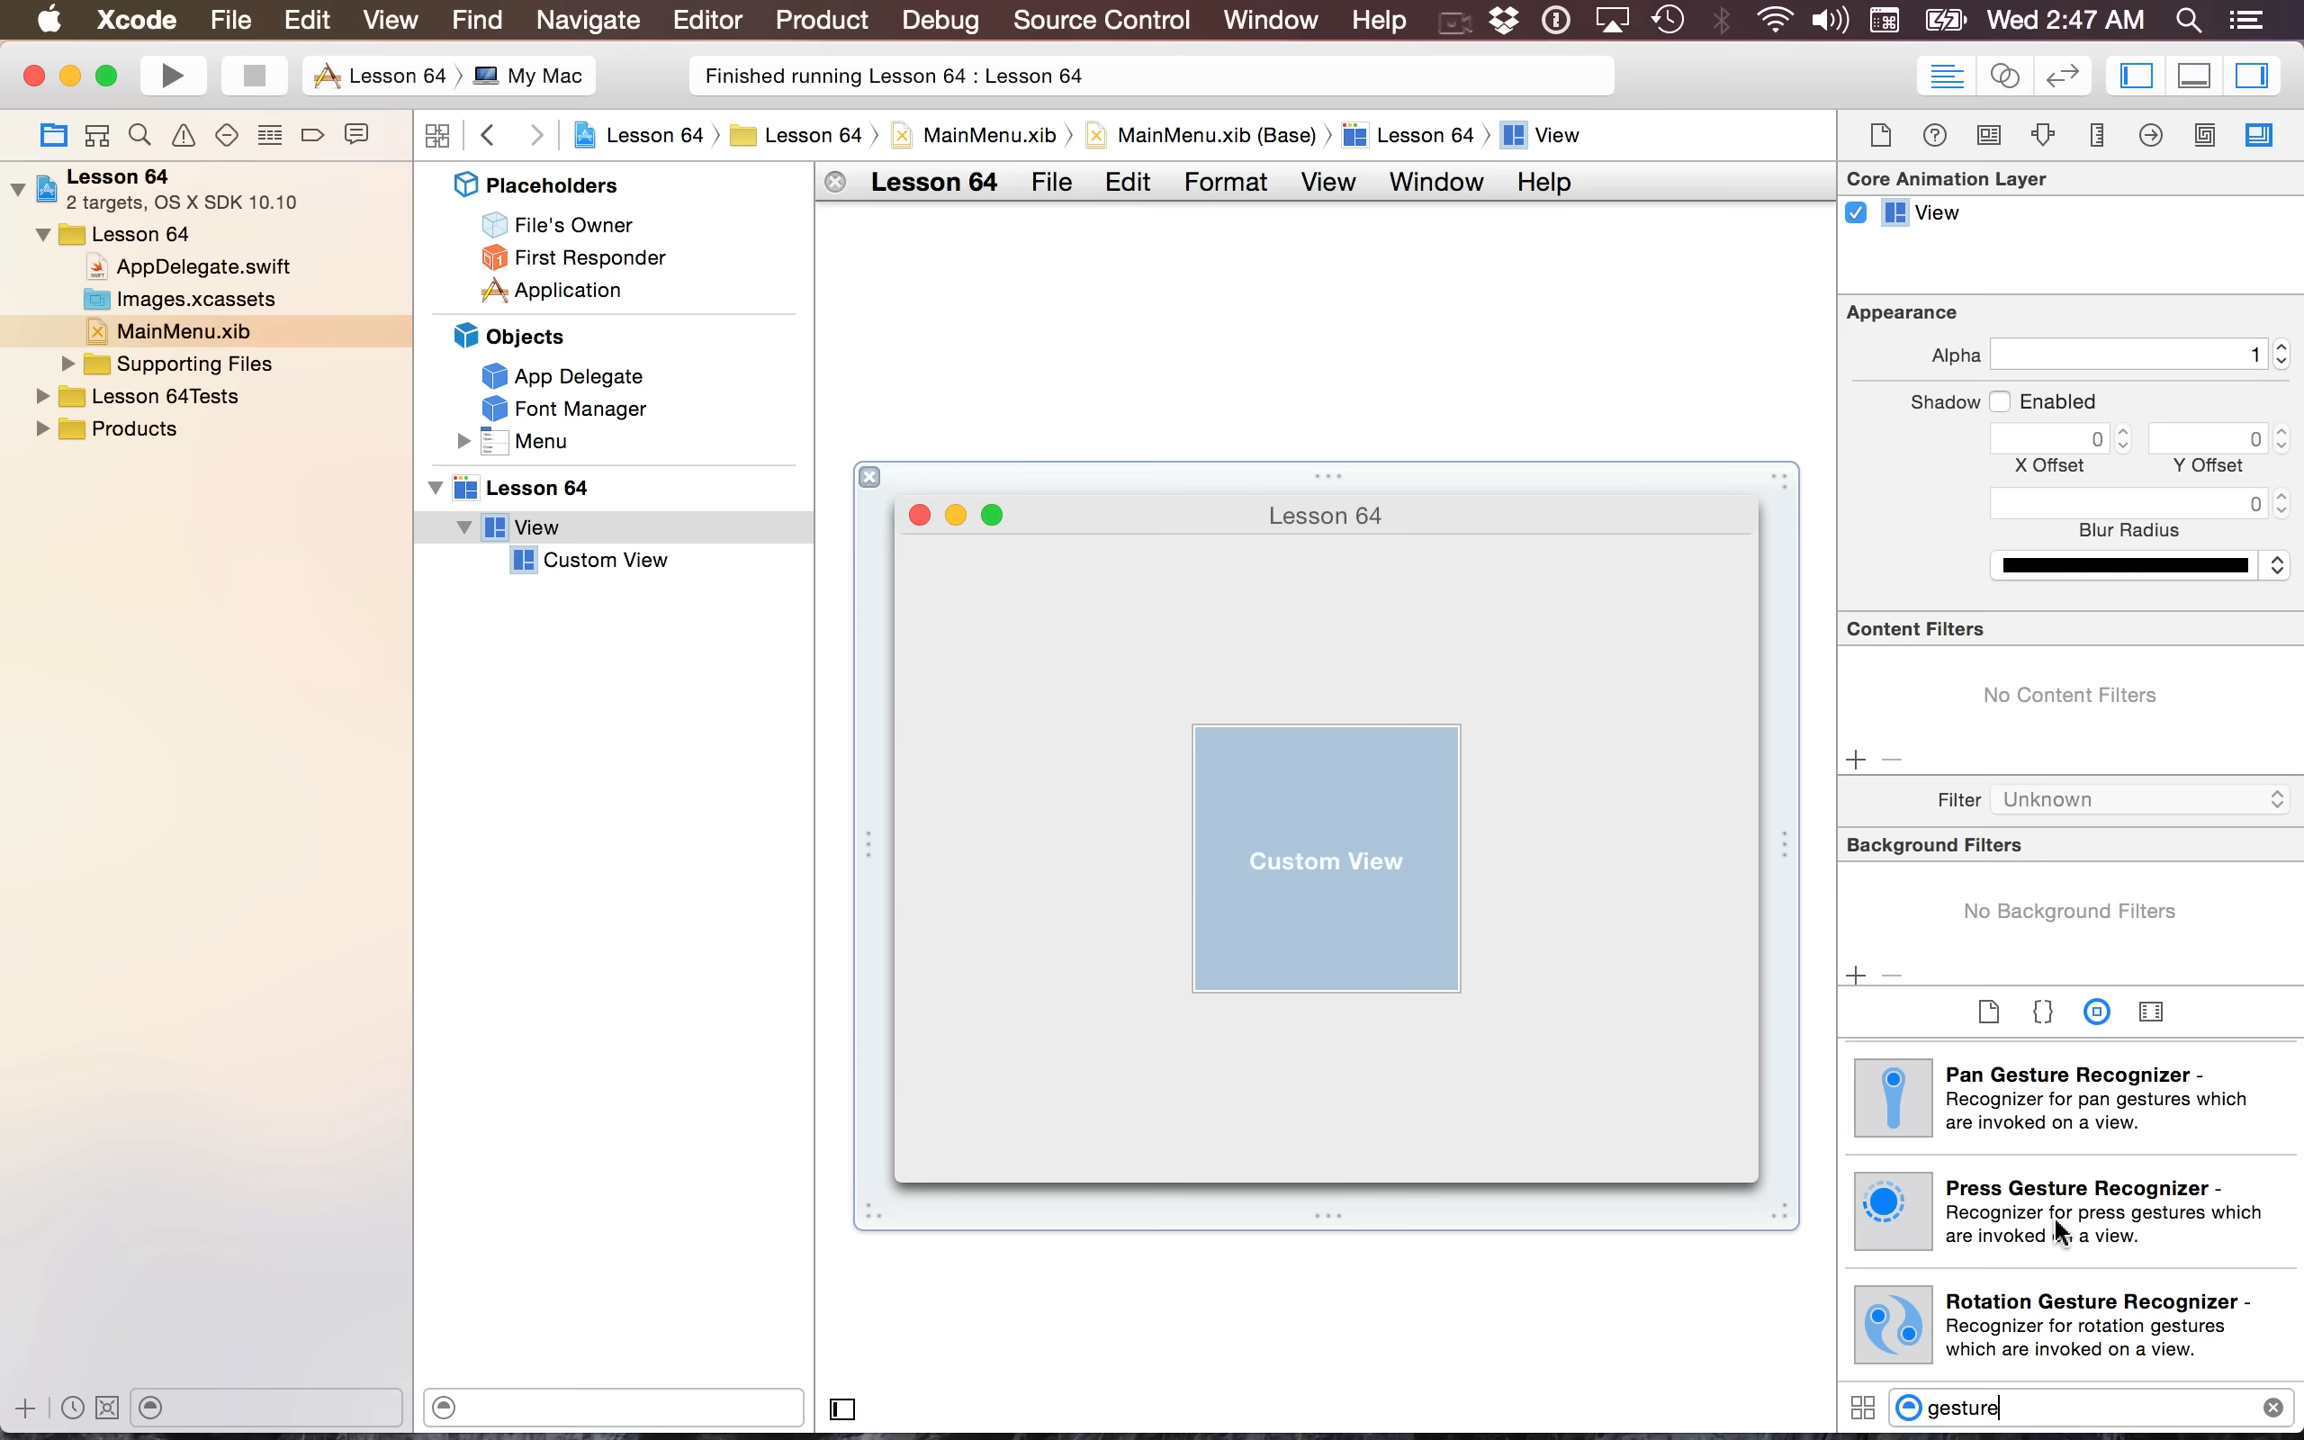 Xcode File Edit View Find Navigate Editor Product Debug Source Control Window Help Wed 2:47 AM
Lesson 64 My Mac
Finished running Lesson 64 : Lesson 64
Lesson 64 Lesson 64 MainMenu.xib MainMenu.xib (Base) Lesson 64 View
Lesson 64
2 targets, OS X SDK 10.10
Lesson 64
AppDelegate.swift
Images.xcassets
MainMenu.xib
Supporting Files
Lesson 64Tests
Products
Placeholders
File's Owner
First Responder
Application
Objects
App Delegate
Font Manager
Menu
Lesson 64
View
Custom View
Lesson 64 File Edit Format View Window Help
Lesson 64
Custom View
Core Animation Layer
View
Appearance
Alpha 1
Shadow Enabled
0 0
X Offset Y Offset
0
Blur Radius
Content Filters
No Content Filters
Filter Unknown
Background Filters
No Background Filters
Pan Gesture Recognizer -
Recognizer for pan gestures which
are invoked on a view.
Press Gesture Recognizer -
Recognizer for press gestures which
are invoked a view.
Rotation Gesture Recognizer -
Recognizer for rotation gestures
which are invoked on a view.
gesture